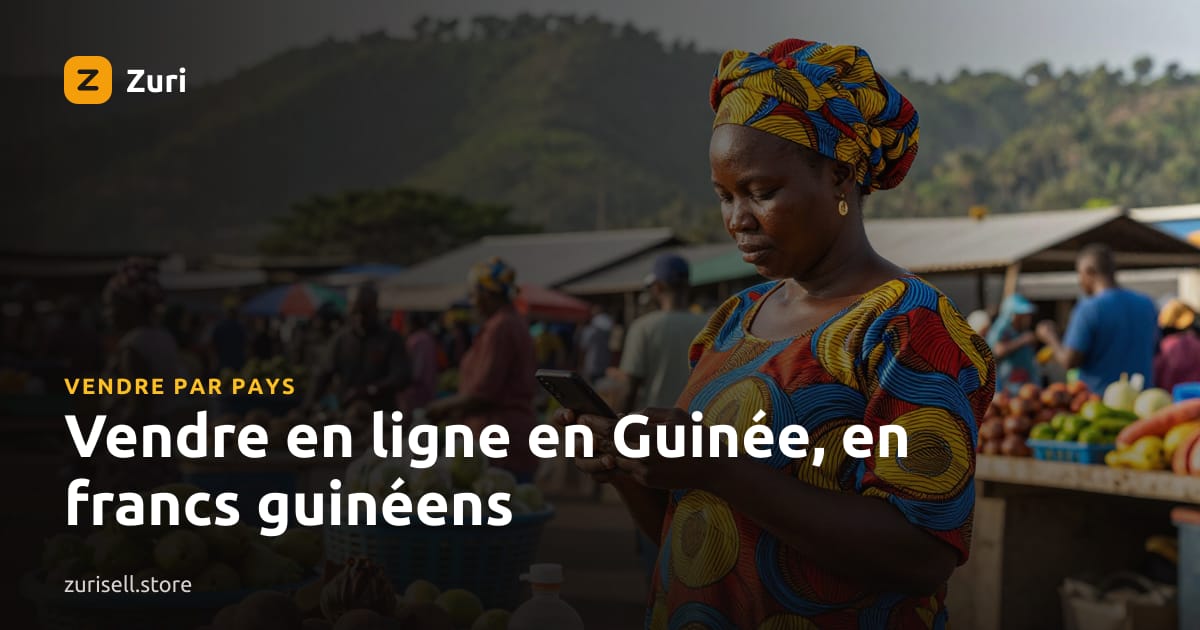 Z Zuri
VENDRE PAR PAYS
Vendre en ligne en Guinée, en
francs guinéens
zurisell.store